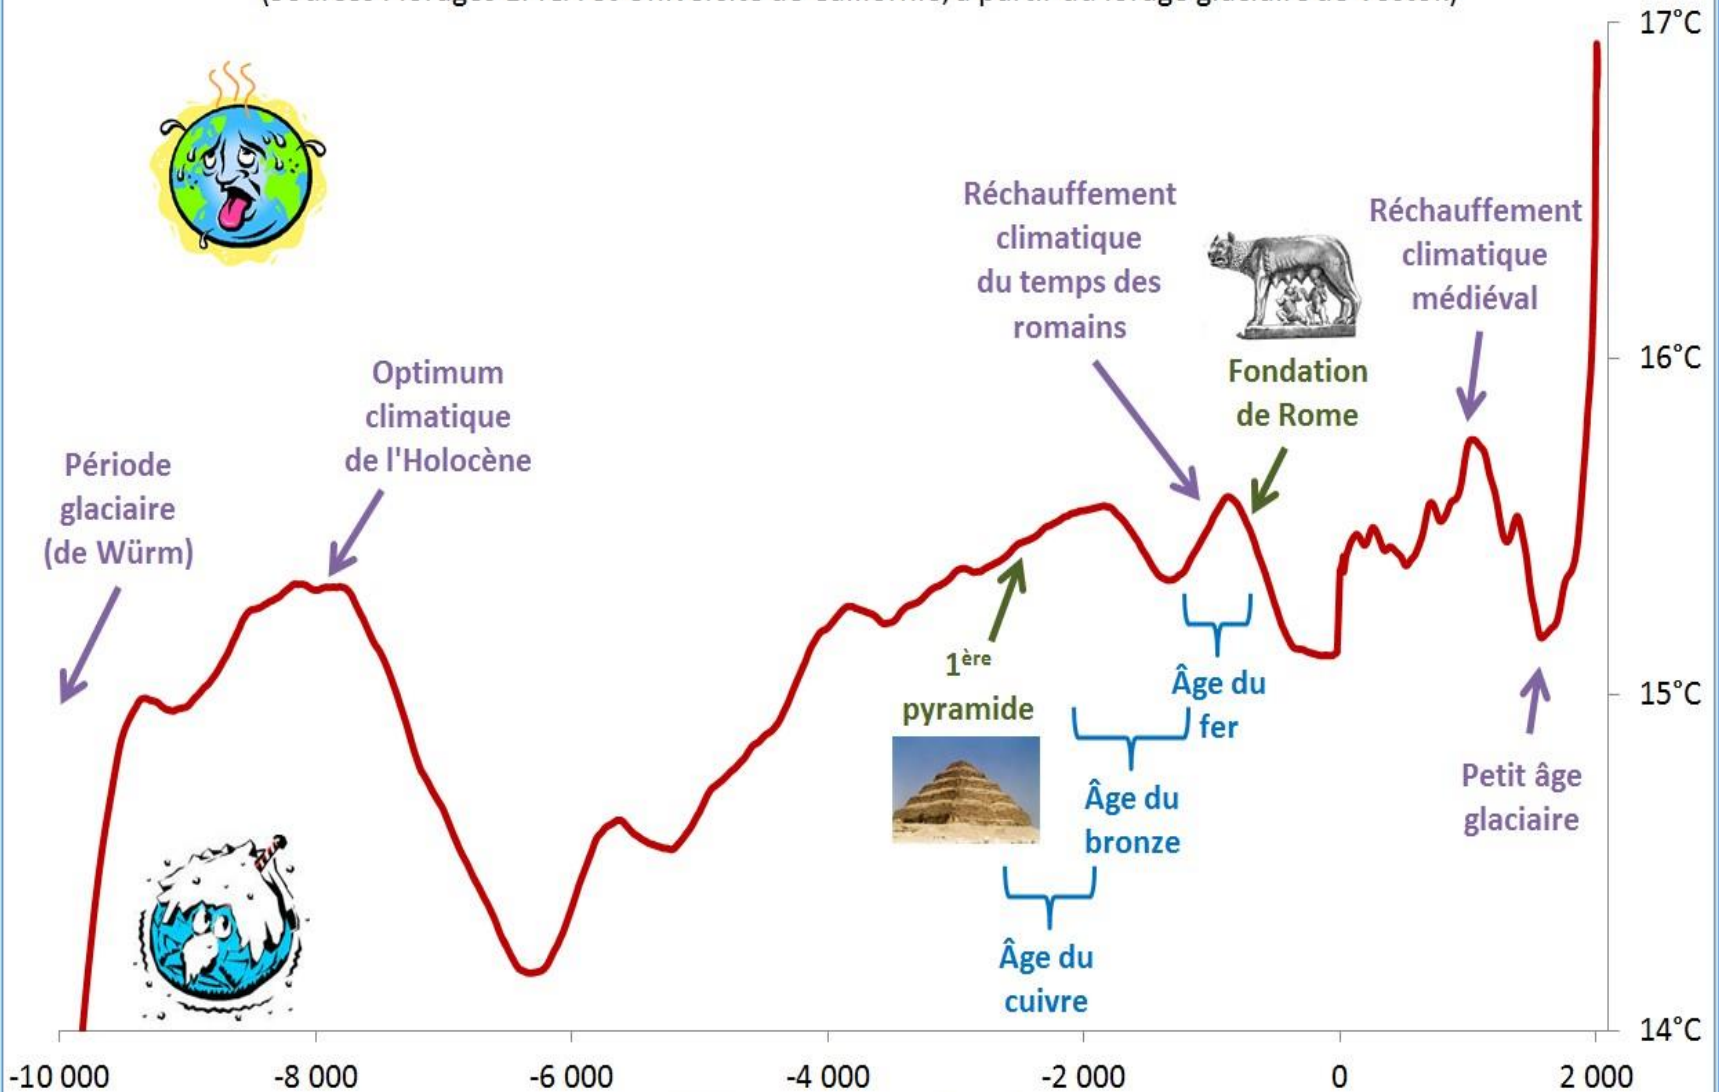 17°C
Réchauffement
climatique
du temps des
romains
Réchauffement
climatique
médiéval
16°C
Fondation
de Rome
Optimum
climatique
de l'Holocène
Période
glaciaire
(de Würm)
1ère
pyramide
Âge du
fer
15°C
Âge du
bronze
Petit âge
glaciaire
Âge du
cuivre
14°C
-10 000 -8 000 -6 000 -4 000 -2 000 0 2 000